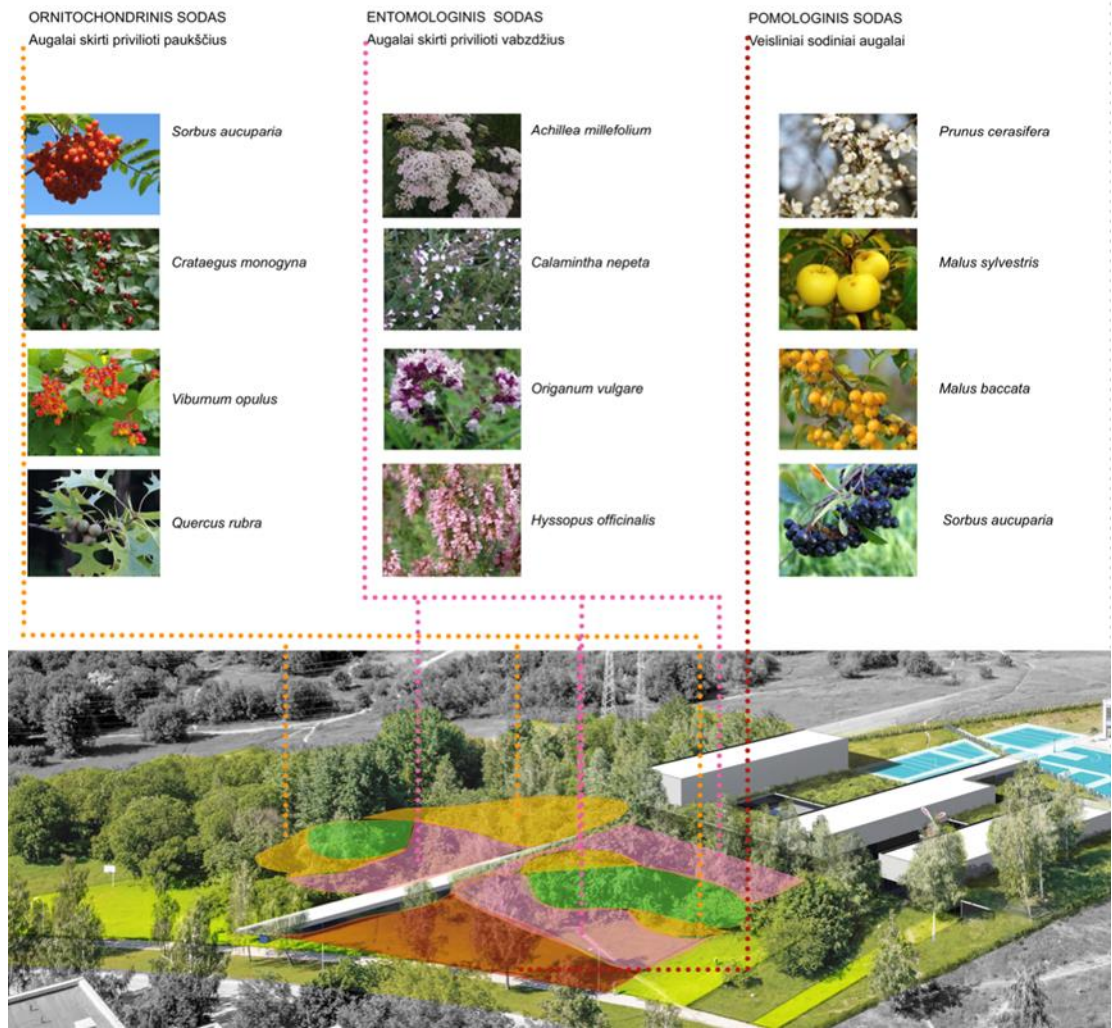 ORNITOCHONDRINIS SODAS
Augalai skirti privilioti paukščius
Sorbus aucuparia
Crataegus monogyna
Viburnum opulus
Quercus rubra
ENTOMOLOGINIS  SODAS
Augalai skirti privilioti vabzdžius
Achillea millefolium
Calamintha nepeta
Origanum vulgare
Hyssopus officinalis
POMOLOGINIS SODAS
Veisliniai sodiniai augalai
Prunus cerasifera
Malus sylvestris
Malus baccata
Sorbus aucuparia